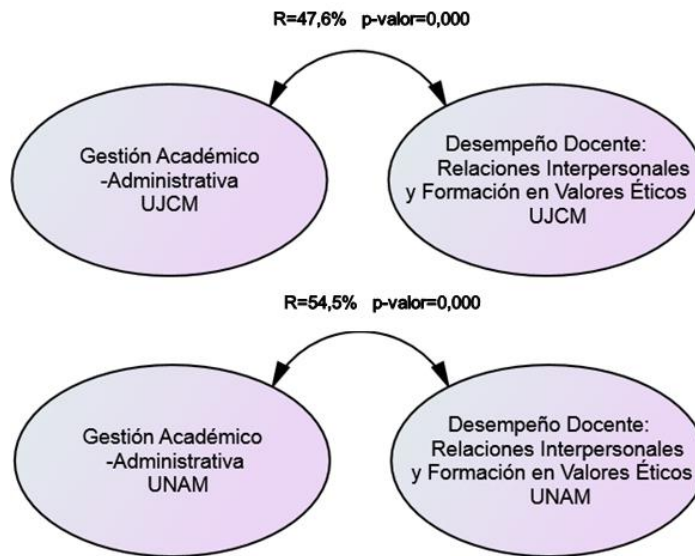 R=47,6% p-valor=0,000
Gestión Académico
-Administrativa
UJCM
Desempeño Docente:
Relaciones Interpersonales
y Formación en Valores Éticos
UJCM
R=54,5% p-valor=0,000
Gestión Académico
-Administrativa
UNAM
Desempeño Docente:
Relaciones Interpersonales
y Formación en Valores Éticos
UNAM